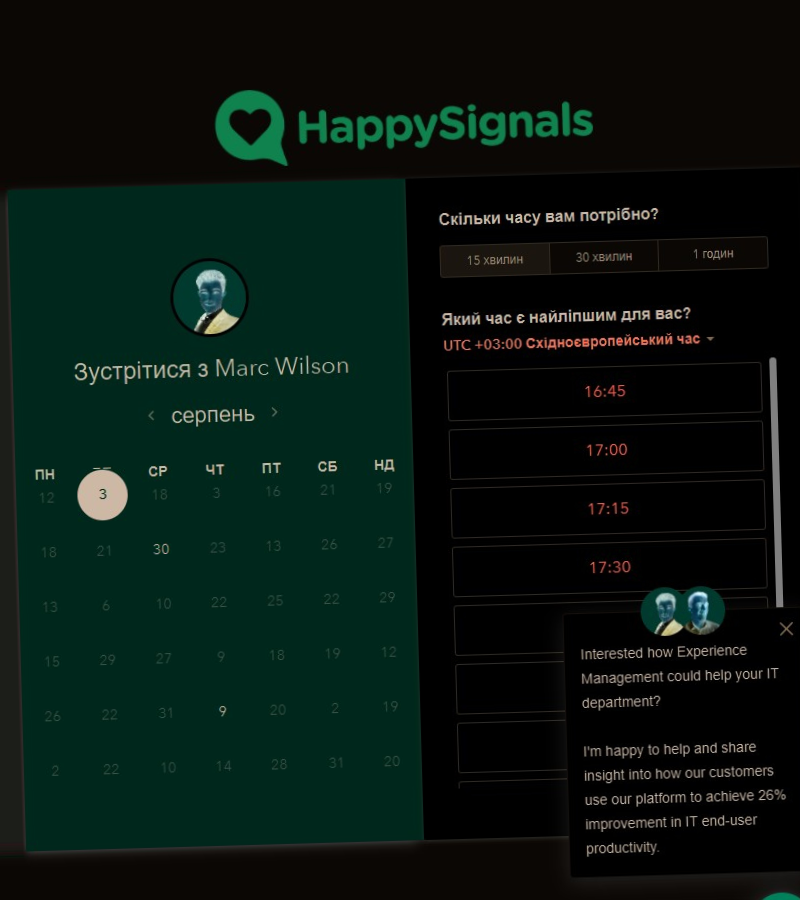 HappySignals
Зустрітися з Marc Wilson
серпень
ПН СР ЧТ ПТ СБ НД
12 3 18 3 16 21 19
18 21 30 23 13 26 27
13 6 10 22 25 22 29
15 29 27 9 18 19 12
26 22 31 9 20 2 19
2 22 10 14 28 31 20
Скільки часу вам потрібно?
15 хвилин 30 хвилин 1 годин
Який час є найліпшим для вас?
UTC +03:00 Східноєвропейський час
16:45
17:00
17:15
17:30
Interested how Experience
Management could help your IT
department?
I'm happy to help and share
insight into how our customers
use our platform to achieve 26%
improvement in IT end-user
productivity.